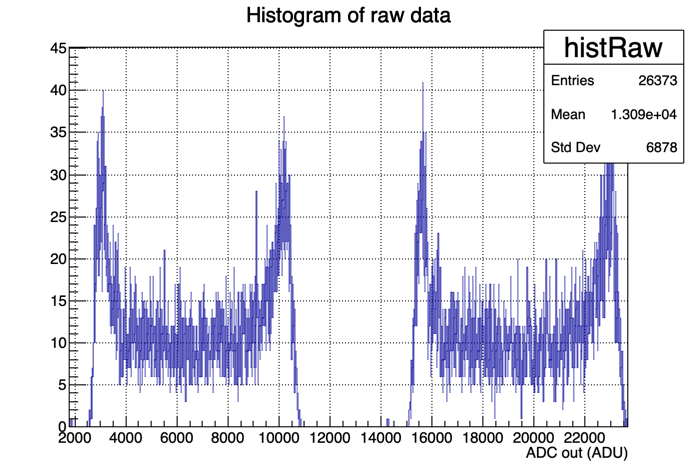 Histogram of raw data
histRaw
Entries 26373
Mean 1.309e+04
Std Dev 6878
45
40
35
30
25
20
15
10
5
0
2000 4000 6000 8000 10000 12000 14000 16000 18000 20000 22000
ADC out (ADU)